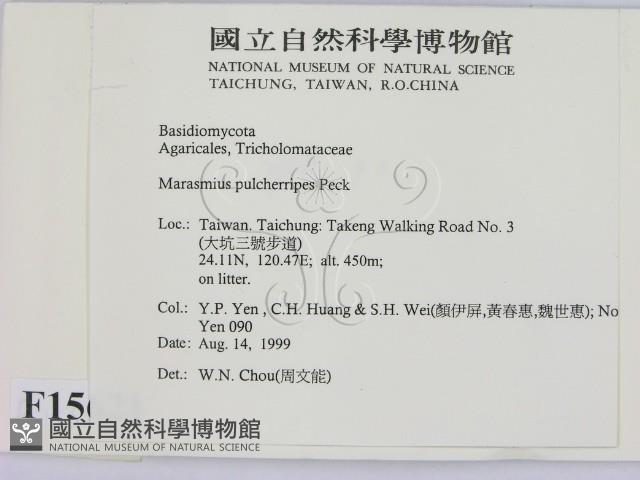 國立自然科學博物館
NATIONAL MUSEUM OF NATURAL SCIENCE
TAICHUNG, TAIWAN, R.O.CHINA
Basidiomycota
Agaricales, Tricholomataceae
Marasmius pulcherripes Peck
Loc.: Taiwan. Taichung: Takeng Walking Road No. 3
(大坑三號步道)
24.11N, 120.47E; alt. 450m;
on litter.
Col.: Y.P. Yen , C.H. Huang & S.H. Wei(顏伊屏,黃春惠,魏世惠); No
Yen 090
Date: Aug. 14, 1999
Det.: W.N. Chou(周文能)
國立自然科學博物館
NATIONAL MUSEUM OF NATURAL SCIENCE